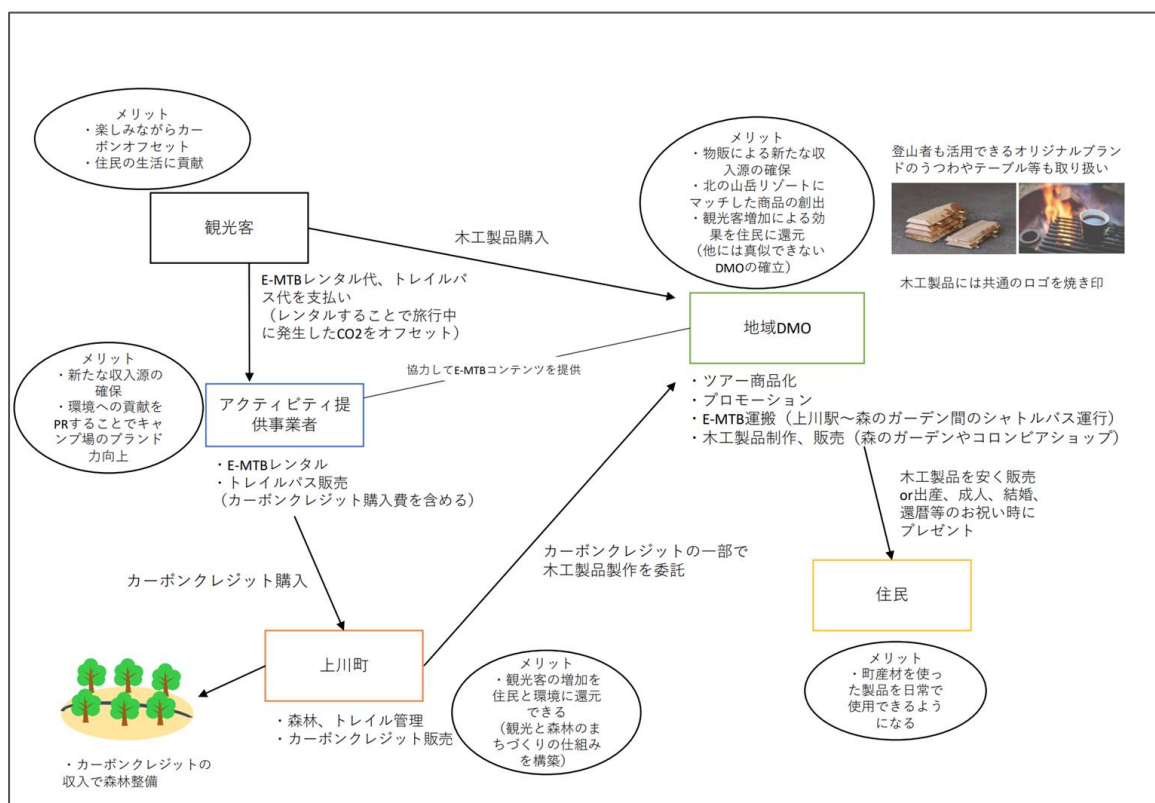 メリット
・楽しみながらカー
ボンオフセット
・住民の生活に貢献
観光客
木工製品購入
メリット
・物販による新たな収
入源の確保
・北の山岳リゾートに
マッチした商品の創出
・観光客増加による効
果を住民に還元
（他には真似できない
DMOの確立）
登山者も活用できるオリジナルブラン
ドのうつわやテーブル等も取り扱い
木工製品には共通のロゴを焼き印
E-MTBレンタル代、トレイルパ
ス代を支払い
（レンタルすることで旅行中
に発生したCO2をオフセット）
地域DMO
協力してE-MTBコンテンツを提供
メリット
・新たな収入源の
確保
・環境への貢献を
PRすることでキャ
ンプ場のブランド
力向上
アクティビティ提
供事業者
・ツアー商品化
・プロモーション
・E-MTB運搬（上川駅～森のガーデン間のシャトルバス運行）
・木工製品制作、販売（森のガーデンやコロンビアショップ）
・E-MTBレンタル
・トレイルパス販売
（カーボンクレジット購入費を含める）
木工製品を安く販売
or出産、成人、結婚、
還暦等のお祝い時に
プレゼント
カーボンクレジット購入
カーボンクレジットの一部で
木工製品製作を委託
住民
上川町
メリット
・観光客の増加を
住民と環境に還元
できる
（観光と森林のま
ちづくりの仕組み
を構築）
メリット
・町産材を使っ
た製品を日常で
使用できるよう
になる
・森林、トレイル管理
・カーボンクレジット販売
・カーボンクレジットの
収入で森林整備